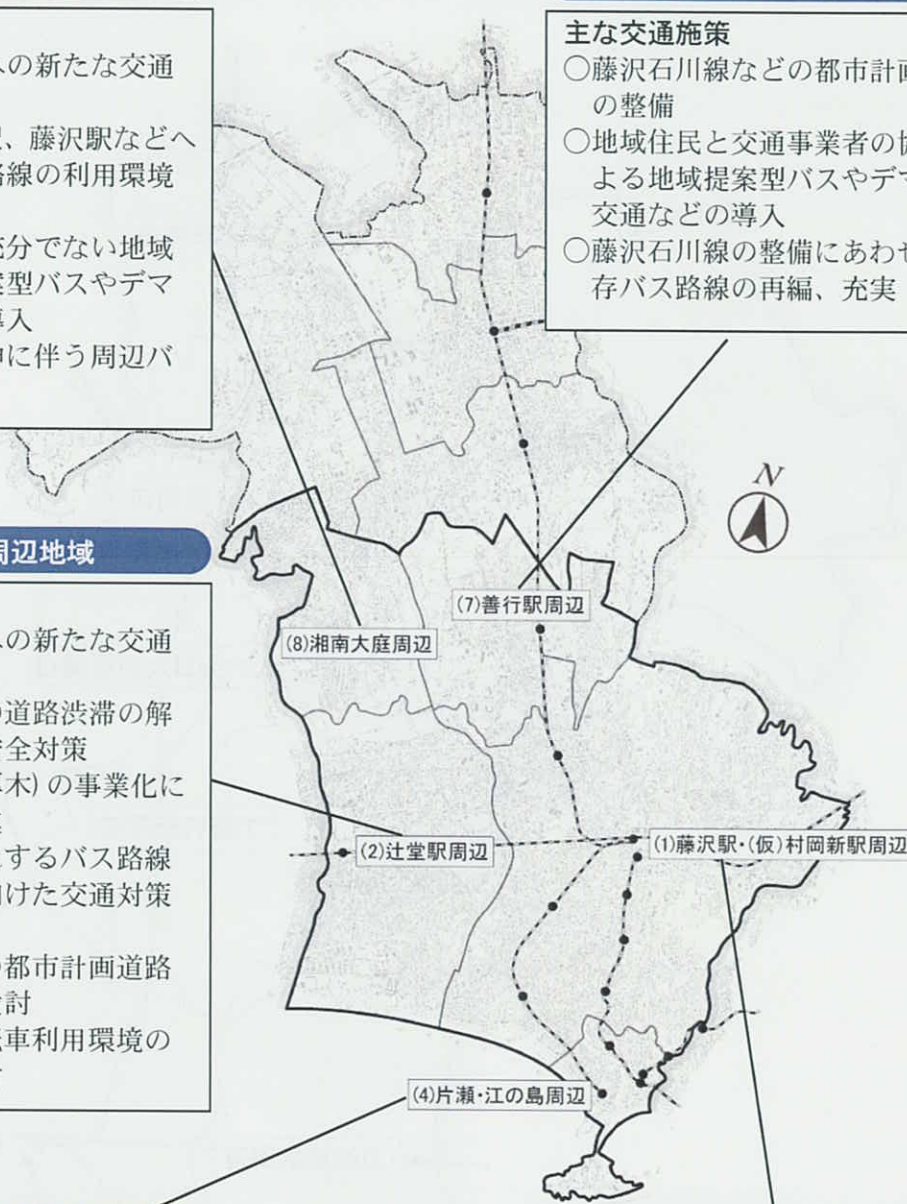 の新たな交通
、藤沢駅などへ
路線の利用環境
充分でない地域
型バスやデマ
導入
に伴う周辺バ
主な交通施策
○藤沢石川線などの都市計画
の整備
○地域住民と交通事業者の協
よる地域提案型バスやデマ
交通などの導入
○藤沢石川線の整備にあわせ
存バス路線の再編、充実
N
周辺地域
の新たな交通
道路渋滞の解
安全対策
木)の事業化に
するバス路線
向けた交通対策
都市計画道路
検討
転車利用環境の
(7)善行駅周辺
(8)湘南大庭周辺
(2)辻堂駅周辺
(1)藤沢駅・(仮)村岡新駅周辺
(4)片瀬・江の島周辺